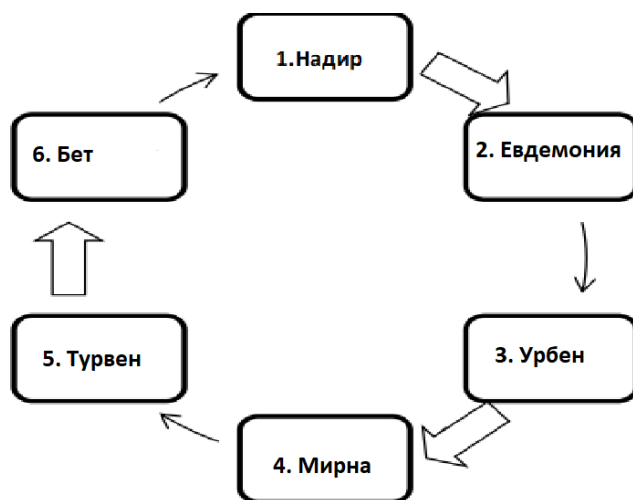 1.Надир
2. Евдемония
3. Урбен
4. Мирна
5. Турвен
6. Бет